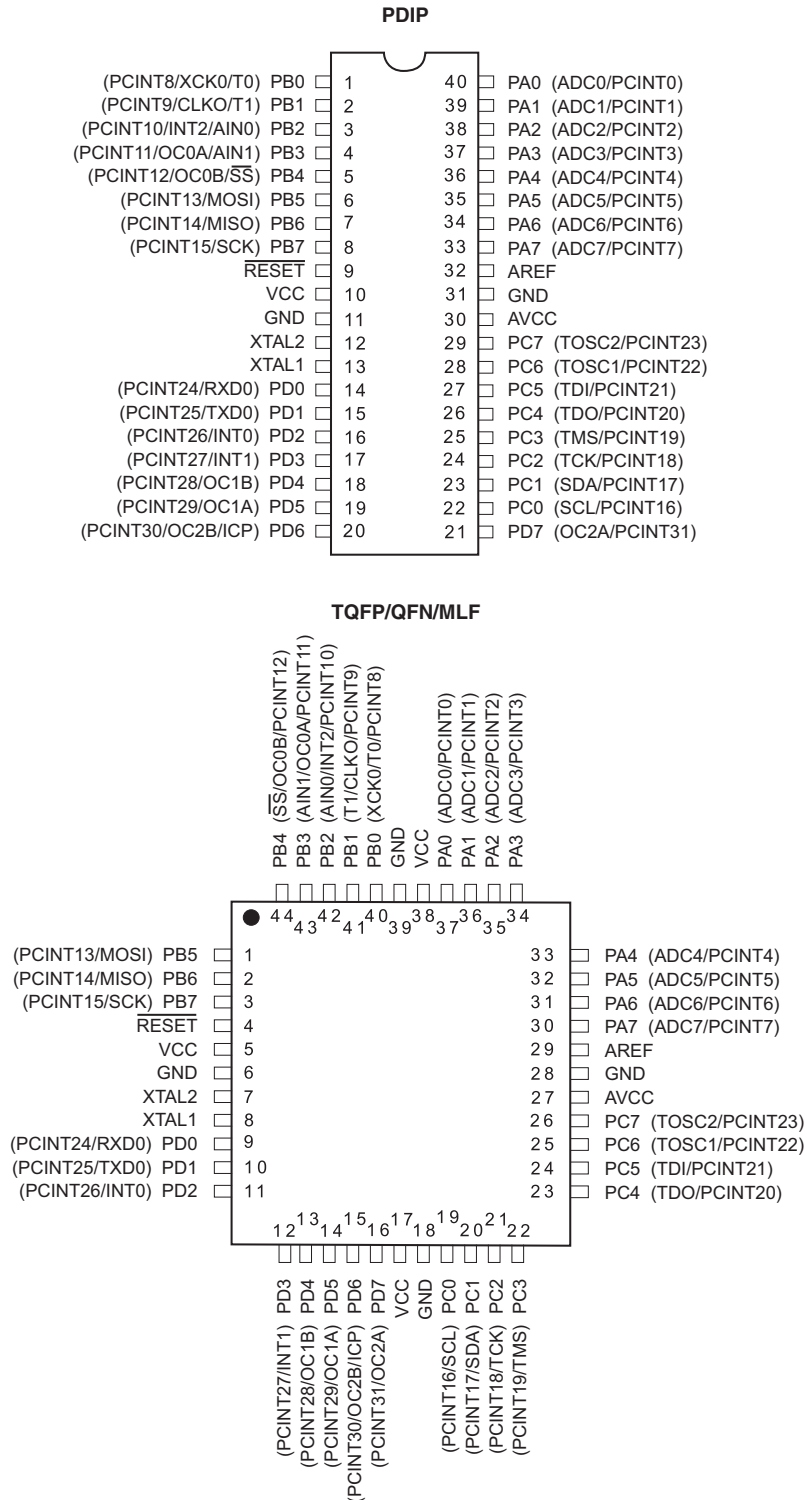 PDIP
(PCINT8/XCK0/T0) PB0 1 40 PA0 (ADC0/PCINT0)
(PCINT9/CLKO/T1) PB1 2 39 PA1 (ADC1/PCINT1)
(PCINT10/INT2/AIN0) PB2 3 38 PA2 (ADC2/PCINT2)
(PCINT11/OC0A/AIN1) PB3 4 37 PA3 (ADC3/PCINT3)
(PCINT12/OC0B/SS) PB4 5 36 PA4 (ADC4/PCINT4)
(PCINT13/MOSI) PB5 6 35 PA5 (ADC5/PCINT5)
(PCINT14/MISO) PB6 7 34 PA6 (ADC6/PCINT6)
(PCINT15/SCK) PB7 8 33 PA7 (ADC7/PCINT7)
RESET 9 32 AREF
VCC 10 31 GND
GND 11 30 AVCC
XTAL2 12 29 PC7 (TOSC2/PCINT23)
XTAL1 13 28 PC6 (TOSC1/PCINT22)
(PCINT24/RXD0) PD0 14 27 PC5 (TDI/PCINT21)
(PCINT25/TXD0) PD1 15 26 PC4 (TDO/PCINT20)
(PCINT26/INT0) PD2 16 25 PC3 (TMS/PCINT19)
(PCINT27/INT1) PD3 17 24 PC2 (TCK/PCINT18)
(PCINT28/OC1B) PD4 18 23 PC1 (SDA/PCINT17)
(PCINT29/OC1A) PD5 19 22 PC0 (SCL/PCINT16)
(PCINT30/OC2B/ICP) PD6 20 21 PD7 (OC2A/PCINT31)
TQFP/QFN/MLF
PB4 (SS/OC0B/PCINT12)
PB3 (AIN1/OC0A/PCINT11)
PB2 (AIN0/INT2/PCINT10)
PB1 (T1/CLKO/PCINT9)
PB0 (XCK0/T0/PCINT8)
GND
VCC
PA0 (ADC0/PCINT0)
PA1 (ADC1/PCINT1)
PA2 (ADC2/PCINT2)
PA3 (ADC3/PCINT3)
44 43 42 41 40 39 38 37 36 35 34
(PCINT13/MOSI) PB5 1 33 PA4 (ADC4/PCINT4)
(PCINT14/MISO) PB6 2 32 PA5 (ADC5/PCINT5)
(PCINT15/SCK) PB7 3 31 PA6 (ADC6/PCINT6)
RESET 4 30 PA7 (ADC7/PCINT7)
VCC 5 29 AREF
GND 6 28 GND
XTAL2 7 27 AVCC
XTAL1 8 26 PC7 (TOSC2/PCINT23)
(PCINT24/RXD0) PD0 9 25 PC6 (TOSC1/PCINT22)
(PCINT25/TXD0) PD1 10 24 PC5 (TDI/PCINT21)
(PCINT26/INT0) PD2 11 23 PC4 (TDO/PCINT20)
12 13 14 15 16 17 18 19 20 21 22
(PCINT27/INT1) PD3
(PCINT28/OC1B) PD4
(PCINT29/OC1A) PD5
(PCINT30/OC2B/ICP) PD6
(PCINT31/OC2A) PD7
VCC
GND
(PCINT16/SCL) PC0
(PCINT17/SDA) PC1
(PCINT18/TCK) PC2
(PCINT19/TMS) PC3